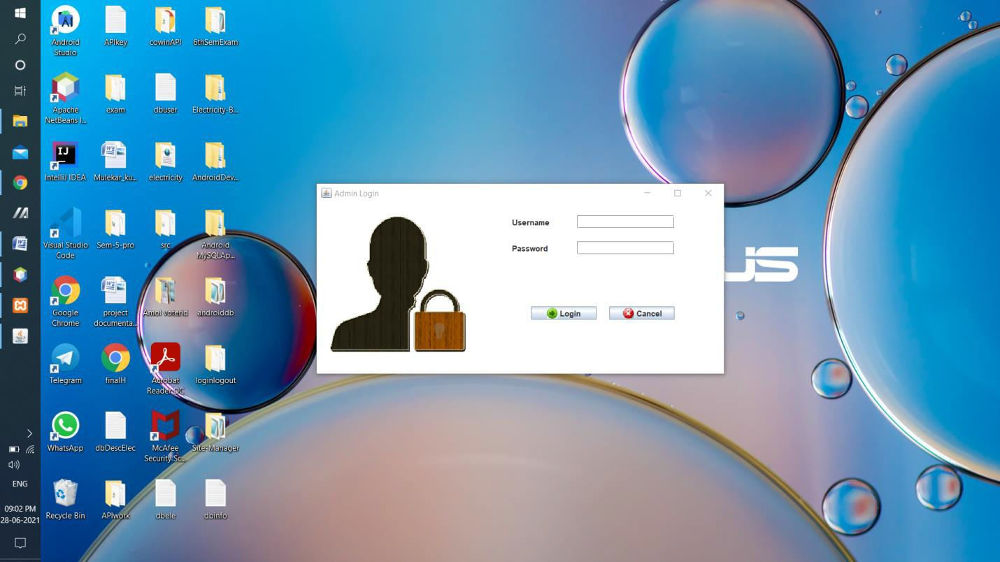 Android
Studio
APIkey
cowinAPI
6thSemExam
Apache
NetBeans I...
exam
dbuser
Electricity-B...
IJ
IntelliJ IDEA
Mulekar_ku...
electricity
AndroidDev...
Visual Studio
Code
Sem-5-pro
src
Android
MySQLAp...
Google
Chrome
project
documenta...
Amol voterid
androiddb
Telegram
finalH
Acrobat
Reader DC
loginlogout
WhatsApp
dbDescElec
McAfee
Security Sc...
Site-Manager
Recycle Bin
APIwork
dbele
dbinfo
Admin Login
Username
Password
Login
Cancel
US
ENG
09:02 PM
28-06-2021